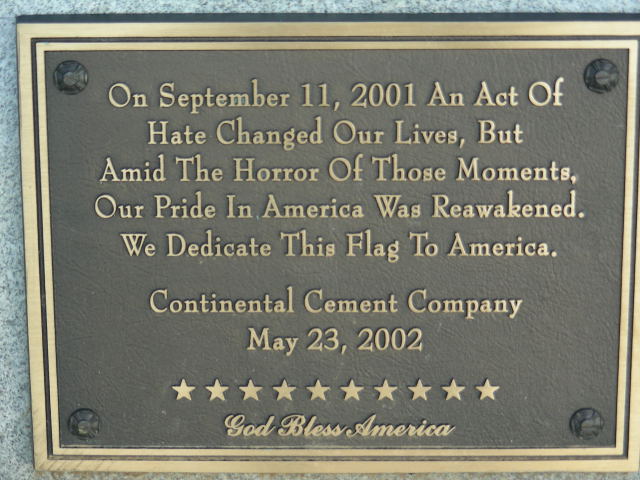 On September 11, 2001 An Act Of
Hate Changed Our Lives, But
Amid The Horror Of Those Moments,
Our Pride In America Was Reawakened.
We Dedicate This Flag To America.
Continental Cement Company
May 23, 2002
God Bless America